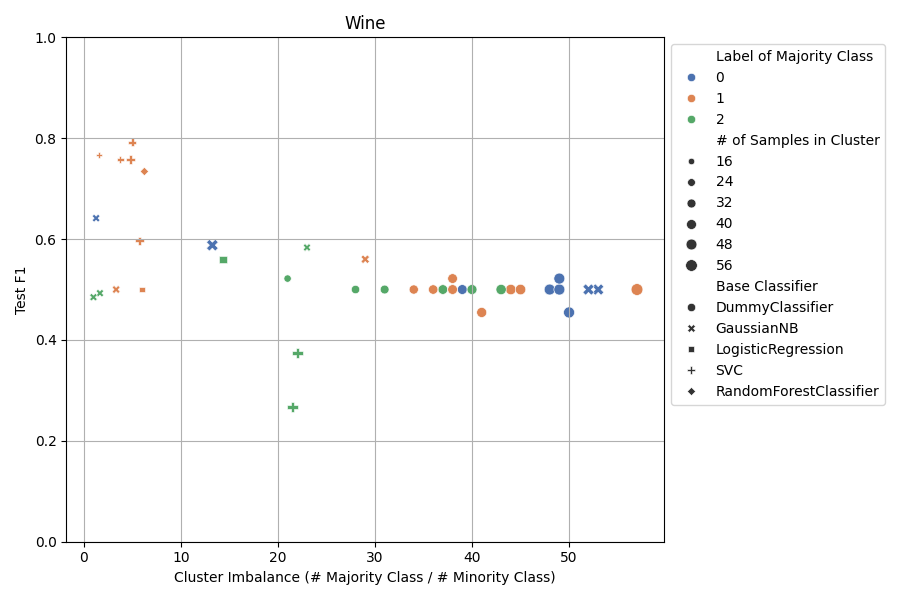 Wine
1.0
0.8
0.6
0.4
0.2
0.0
Test F1
0 10 20 30 40 50
Cluster Imbalance (# Majority Class / # Minority Class)
Label of Majority Class
0
1
2
# of Samples in Cluster
16
24
32
40
48
56
Base Classifier
DummyClassifier
GaussianNB
LogisticRegression
SVC
RandomForestClassifier